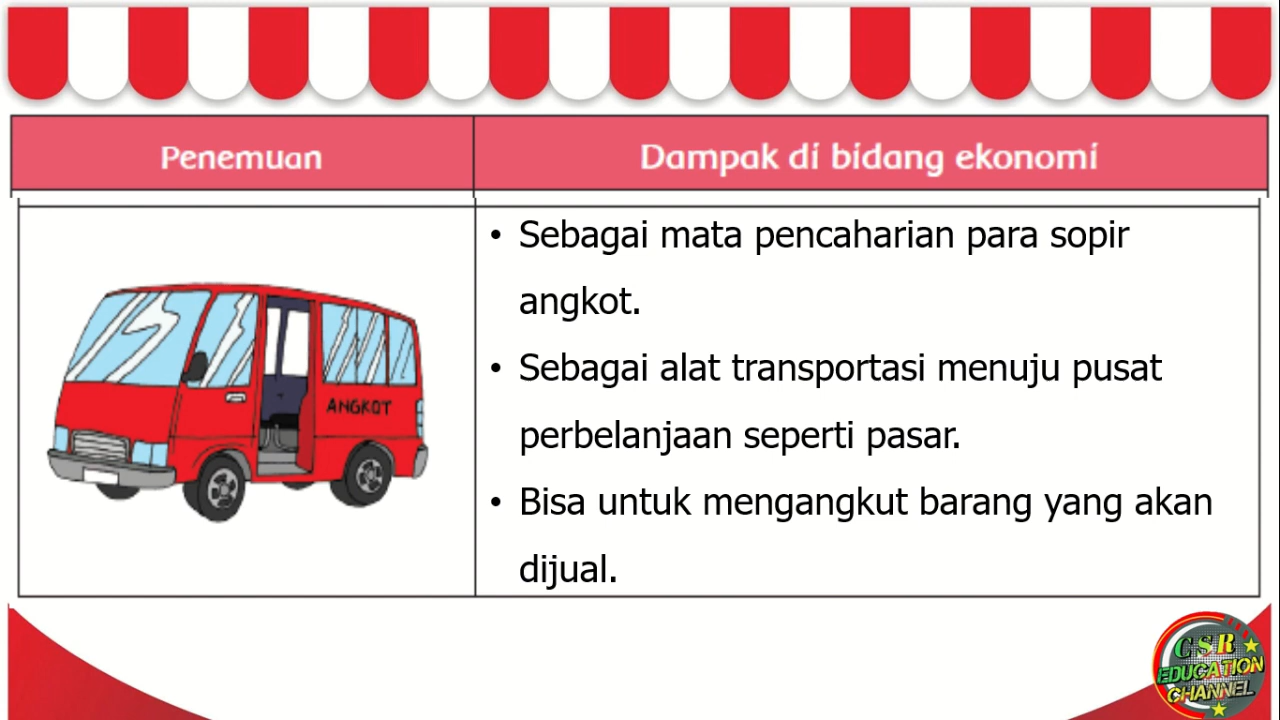 Penemuan
Dampak di bidang ekonomi
• Sebagai mata pencaharian para sopir
angkot.
• Sebagai alat transportasi menuju pusat
perbelanjaan seperti pasar.
• Bisa untuk mengangkut barang yang akan
dijual.
ANGKOT
CSR
EDUCATION
CHANNEL